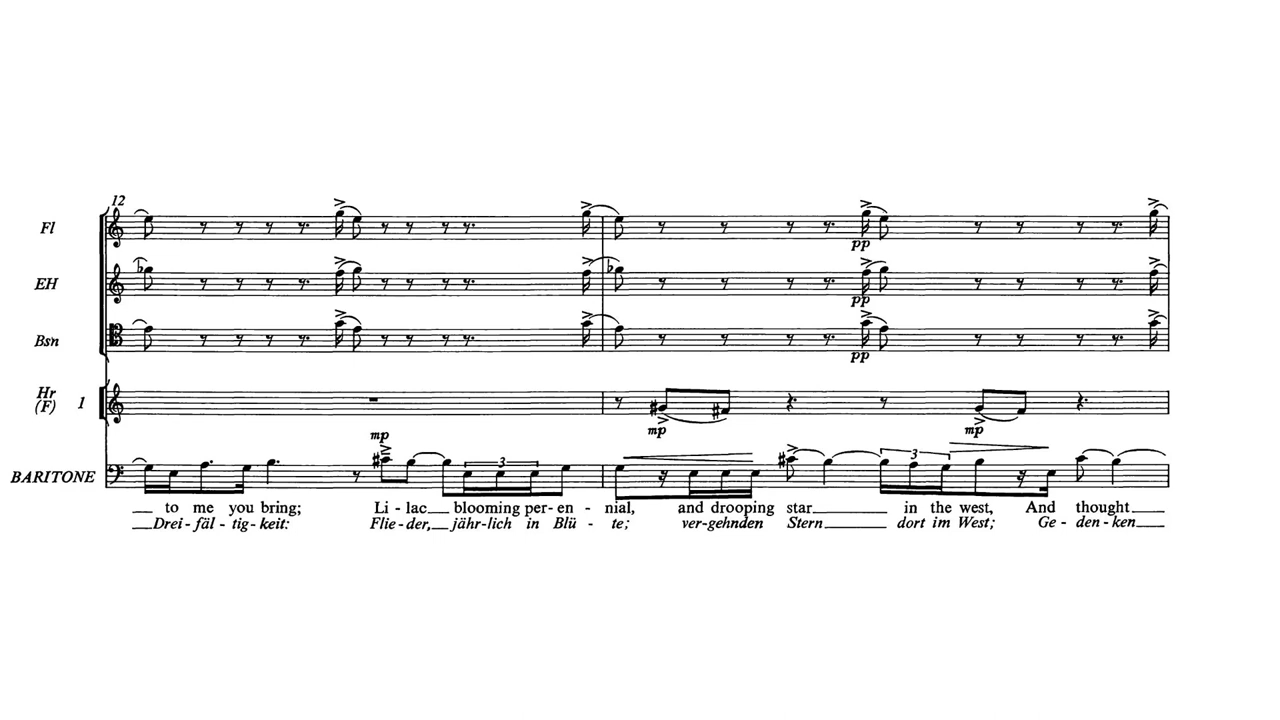 12
Fl
EH
pp
pp
Bsn
pp
Hr
(F) 1
mp mp
mp
BARITONE
3 3
to me you bring; Li - lac blooming per - en - nial, and drooping star in the west, And thought
Drei - fäl - tig - keit: Flie - der, jähr - lich in Blü - te; ver - gehnden Stern dort im West; Ge - den - ken